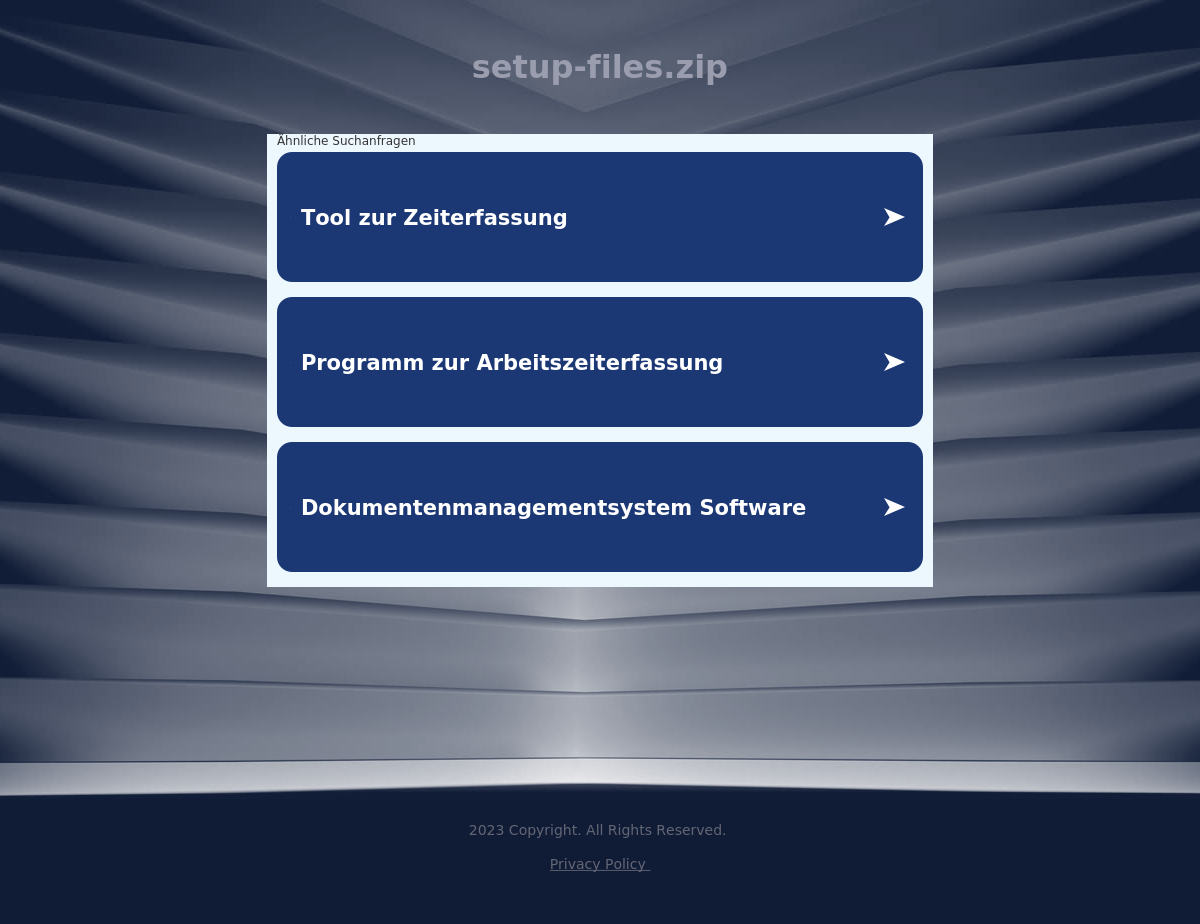 setup-files.zip
Ähnliche Suchanfragen
Tool zur Zeiterfassung
Programm zur Arbeitszeiterfassung
Dokumentenmanagementsystem Software
2023 Copyright. All Rights Reserved.
Privacy Policy